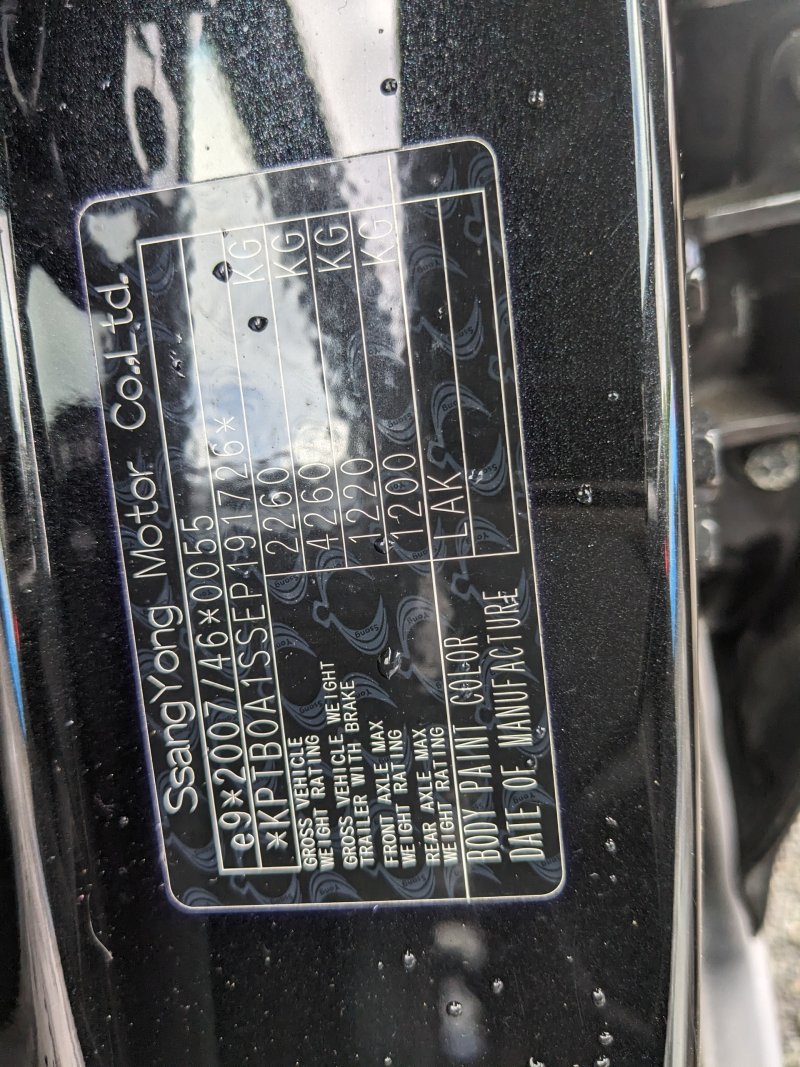 SsangYong Motor Co.,Ltd.
e9*2007/46*0055
*KPTB0A1SSEP191726*
GROSS VEHICLE WEIGHT RATING 2260 KG
GROSS VEHICLE WEIGHT TRAILER WITH BRAKE 4260 KG
FRONT AXLE MAX WEIGHT RATING 1220 KG
REAR AXLE MAX WEIGHT RATING 1200 KG
BODY PAINT COLOR LAK
DATE OF MANUFACTURE